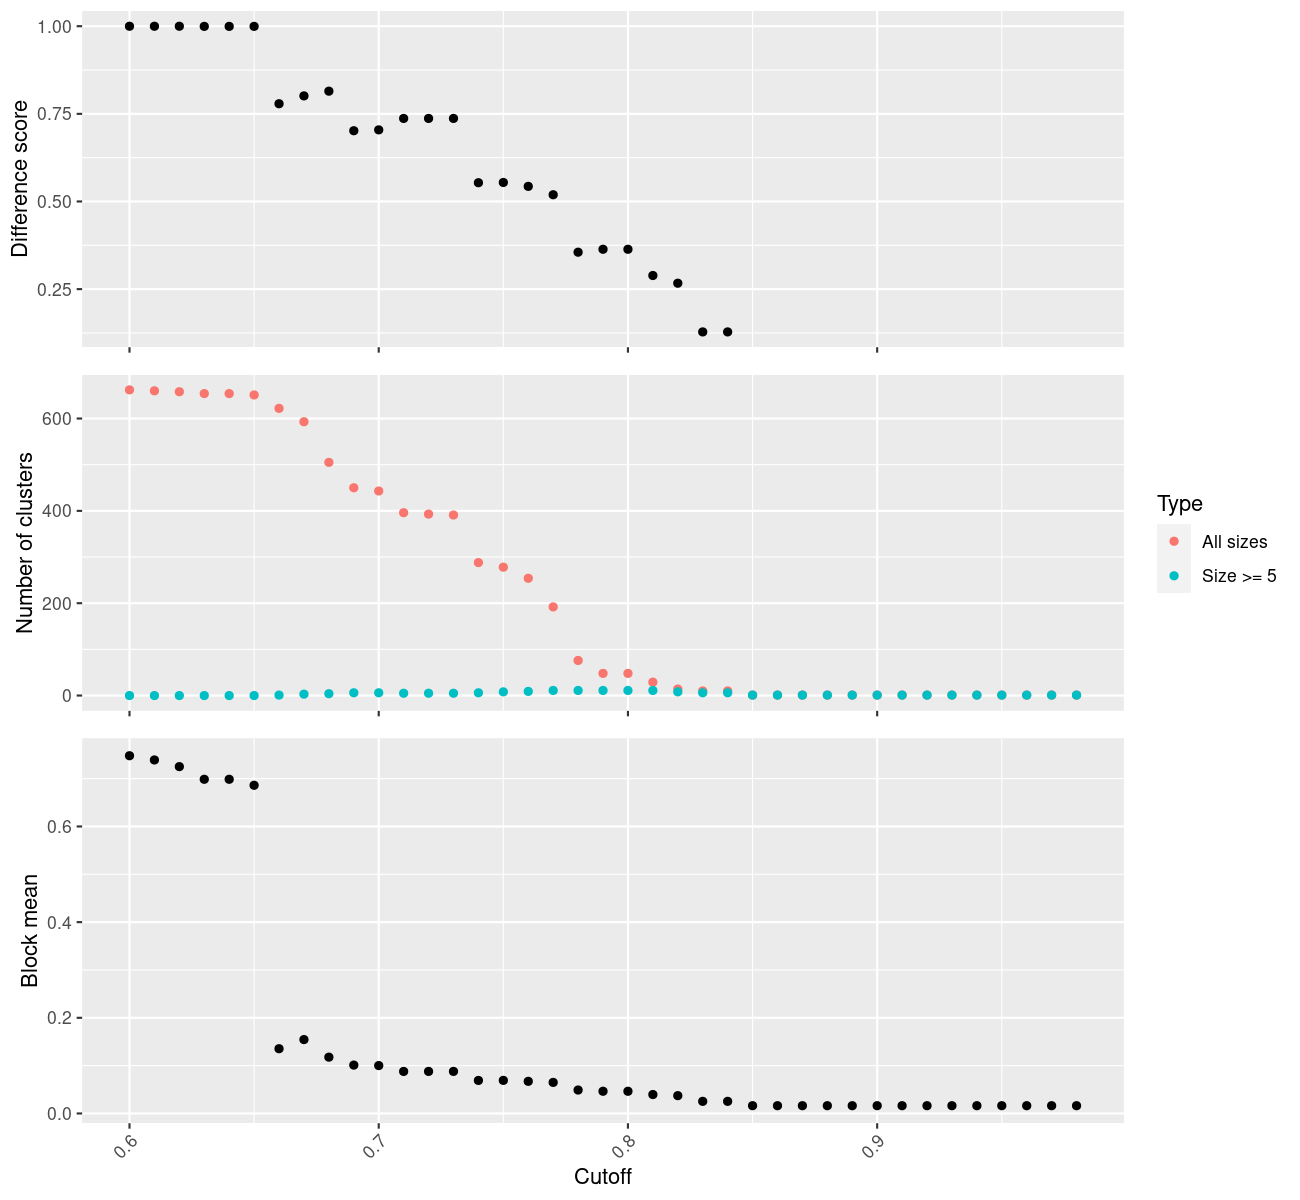 Difference score
1.00
0.75
0.50
0.25
Number of clusters
600
400
200
0
Type
All sizes
Size >= 5
Block mean
0.6
0.4
0.2
0.0
0.6 0.7 0.8 0.9
Cutoff